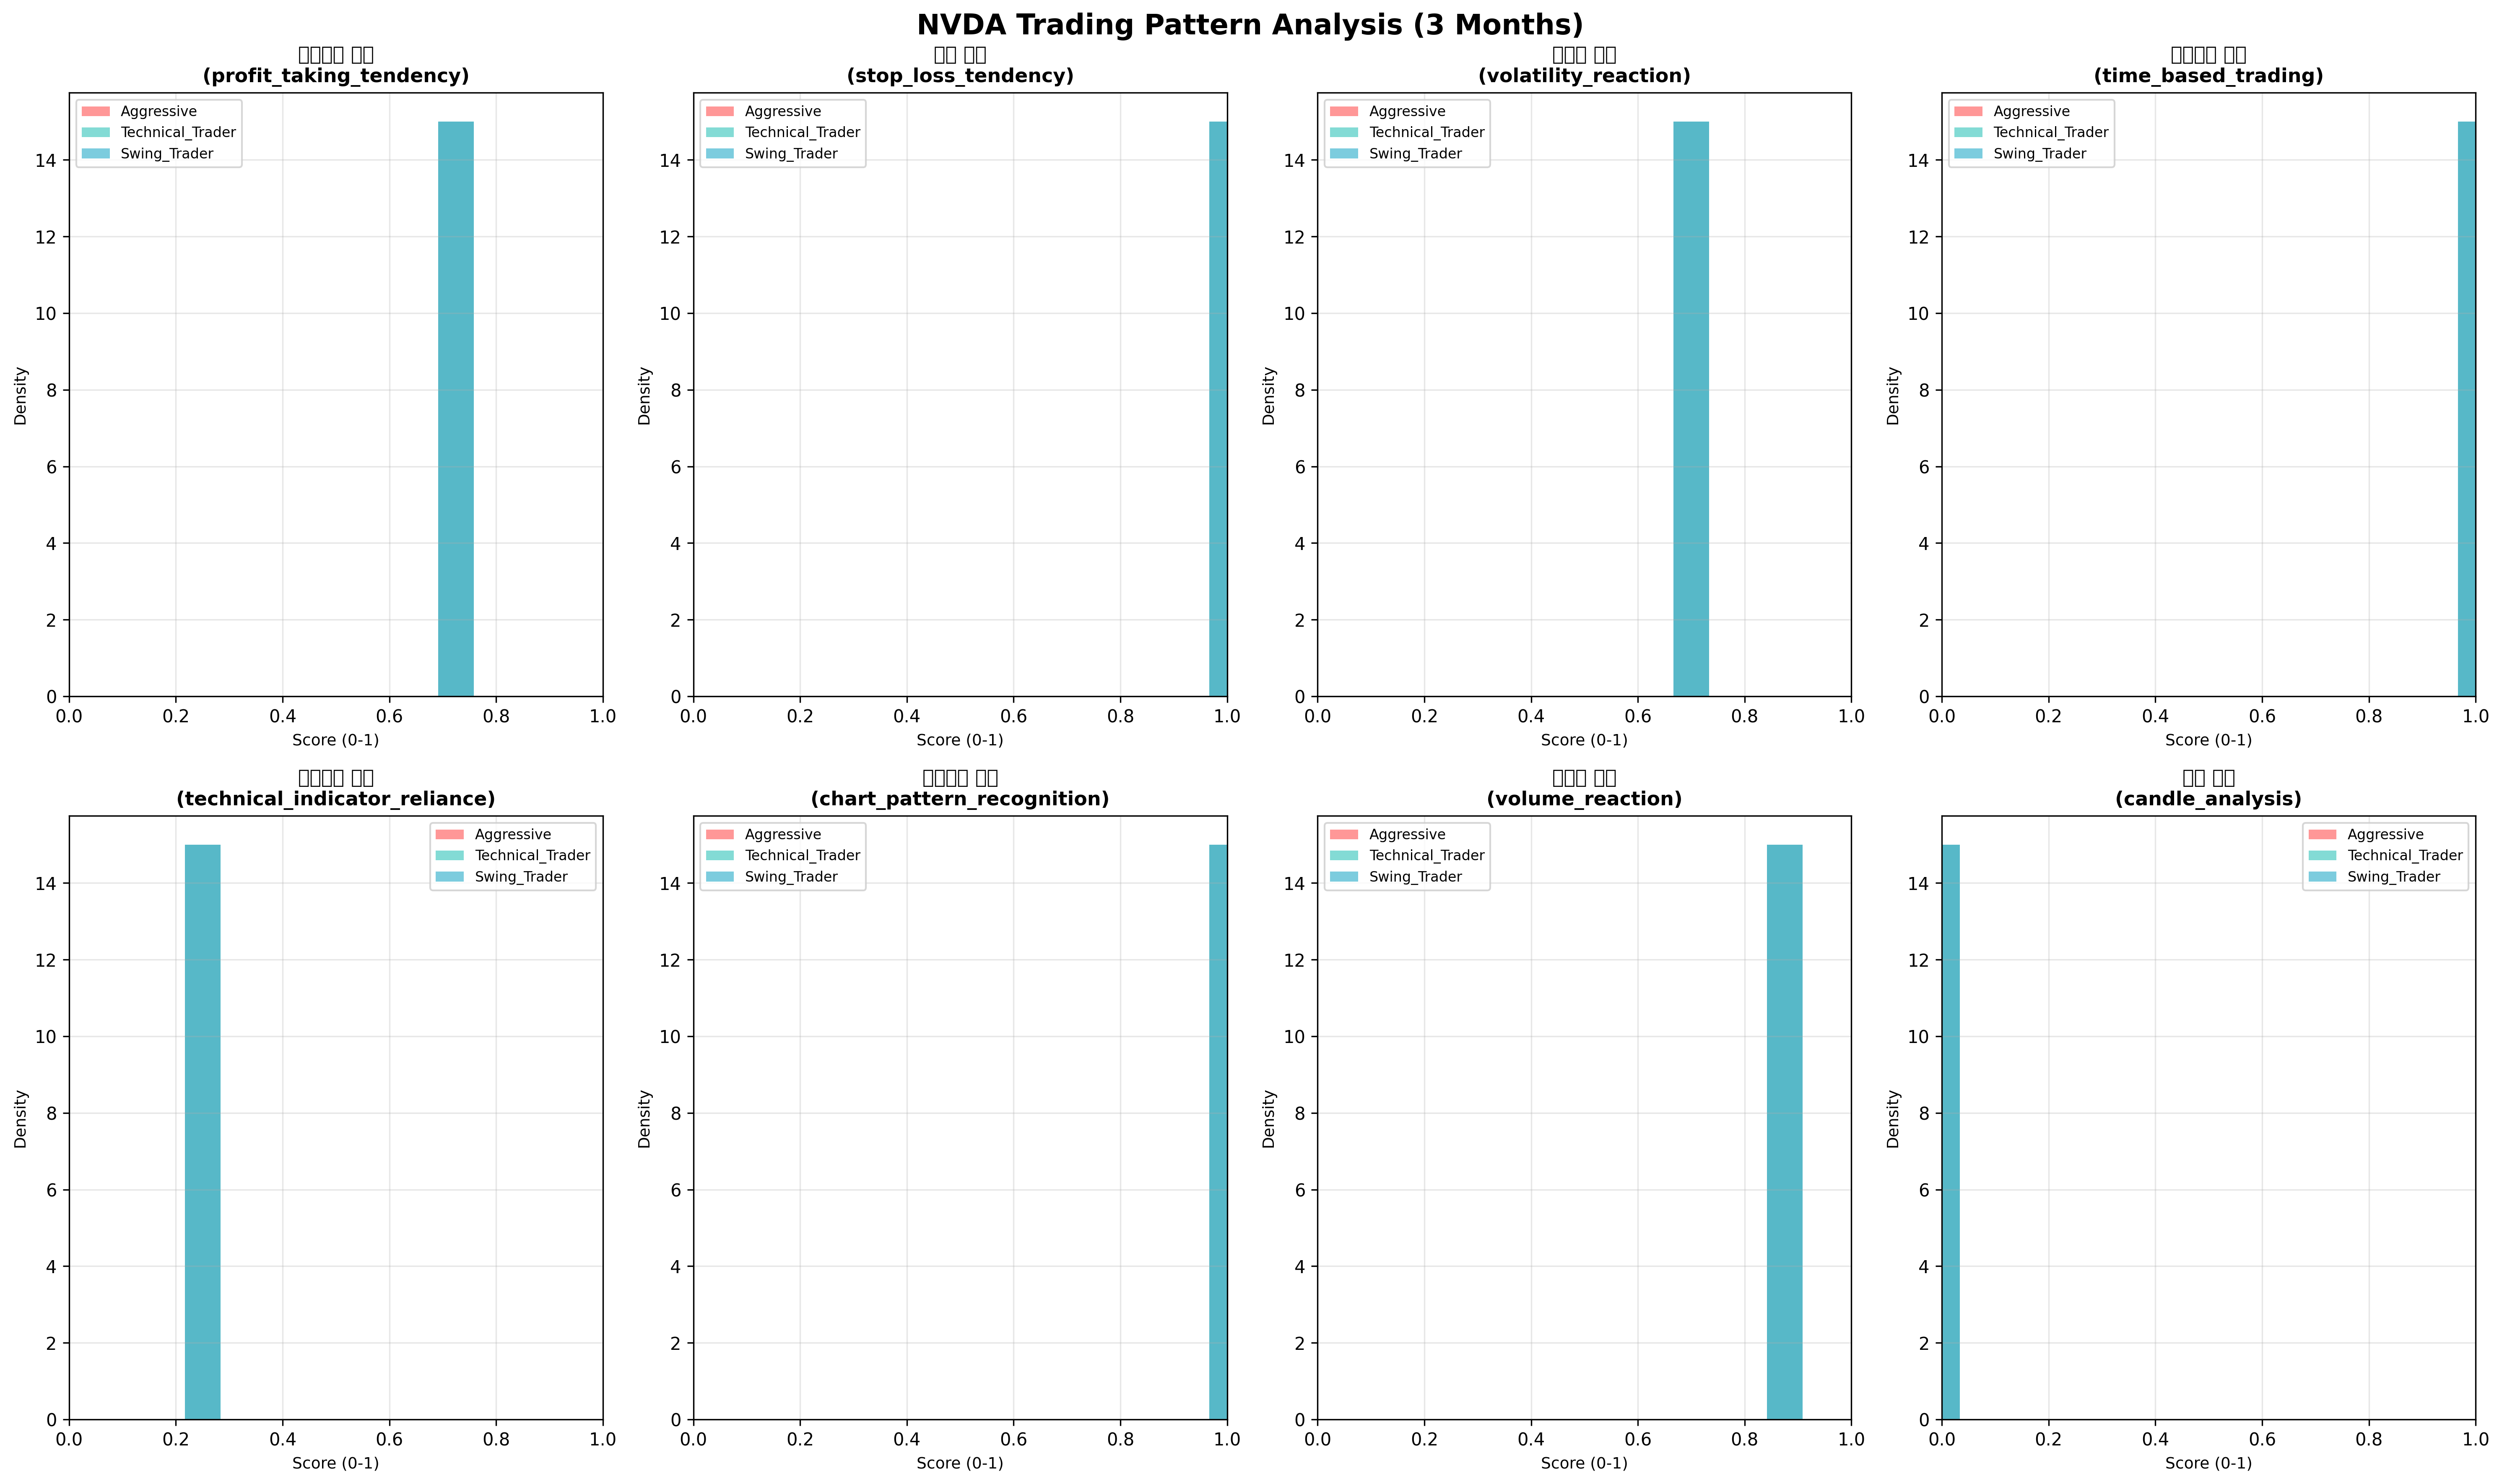 NVDA Trading Pattern Analysis (3 Months)
(profit_taking_tendency)
Aggressive
Technical_Trader
Swing_Trader
Density
14
12
10
8
6
4
2
0
0.0 0.2 0.4 0.6 0.8 1.0
Score (0-1)
(stop_loss_tendency)
Aggressive
Technical_Trader
Swing_Trader
Density
14
12
10
8
6
4
2
0
0.0 0.2 0.4 0.6 0.8 1.0
Score (0-1)
(volatility_reaction)
Aggressive
Technical_Trader
Swing_Trader
Density
14
12
10
8
6
4
2
0
0.0 0.2 0.4 0.6 0.8 1.0
Score (0-1)
(time_based_trading)
Aggressive
Technical_Trader
Swing_Trader
Density
14
12
10
8
6
4
2
0
0.0 0.2 0.4 0.6 0.8 1.0
Score (0-1)
(technical_indicator_reliance)
Aggressive
Technical_Trader
Swing_Trader
Density
14
12
10
8
6
4
2
0
0.0 0.2 0.4 0.6 0.8 1.0
Score (0-1)
(chart_pattern_recognition)
Aggressive
Technical_Trader
Swing_Trader
Density
14
12
10
8
6
4
2
0
0.0 0.2 0.4 0.6 0.8 1.0
Score (0-1)
(volume_reaction)
Aggressive
Technical_Trader
Swing_Trader
Density
14
12
10
8
6
4
2
0
0.0 0.2 0.4 0.6 0.8 1.0
Score (0-1)
(candle_analysis)
Aggressive
Technical_Trader
Swing_Trader
Density
14
12
10
8
6
4
2
0
0.0 0.2 0.4 0.6 0.8 1.0
Score (0-1)